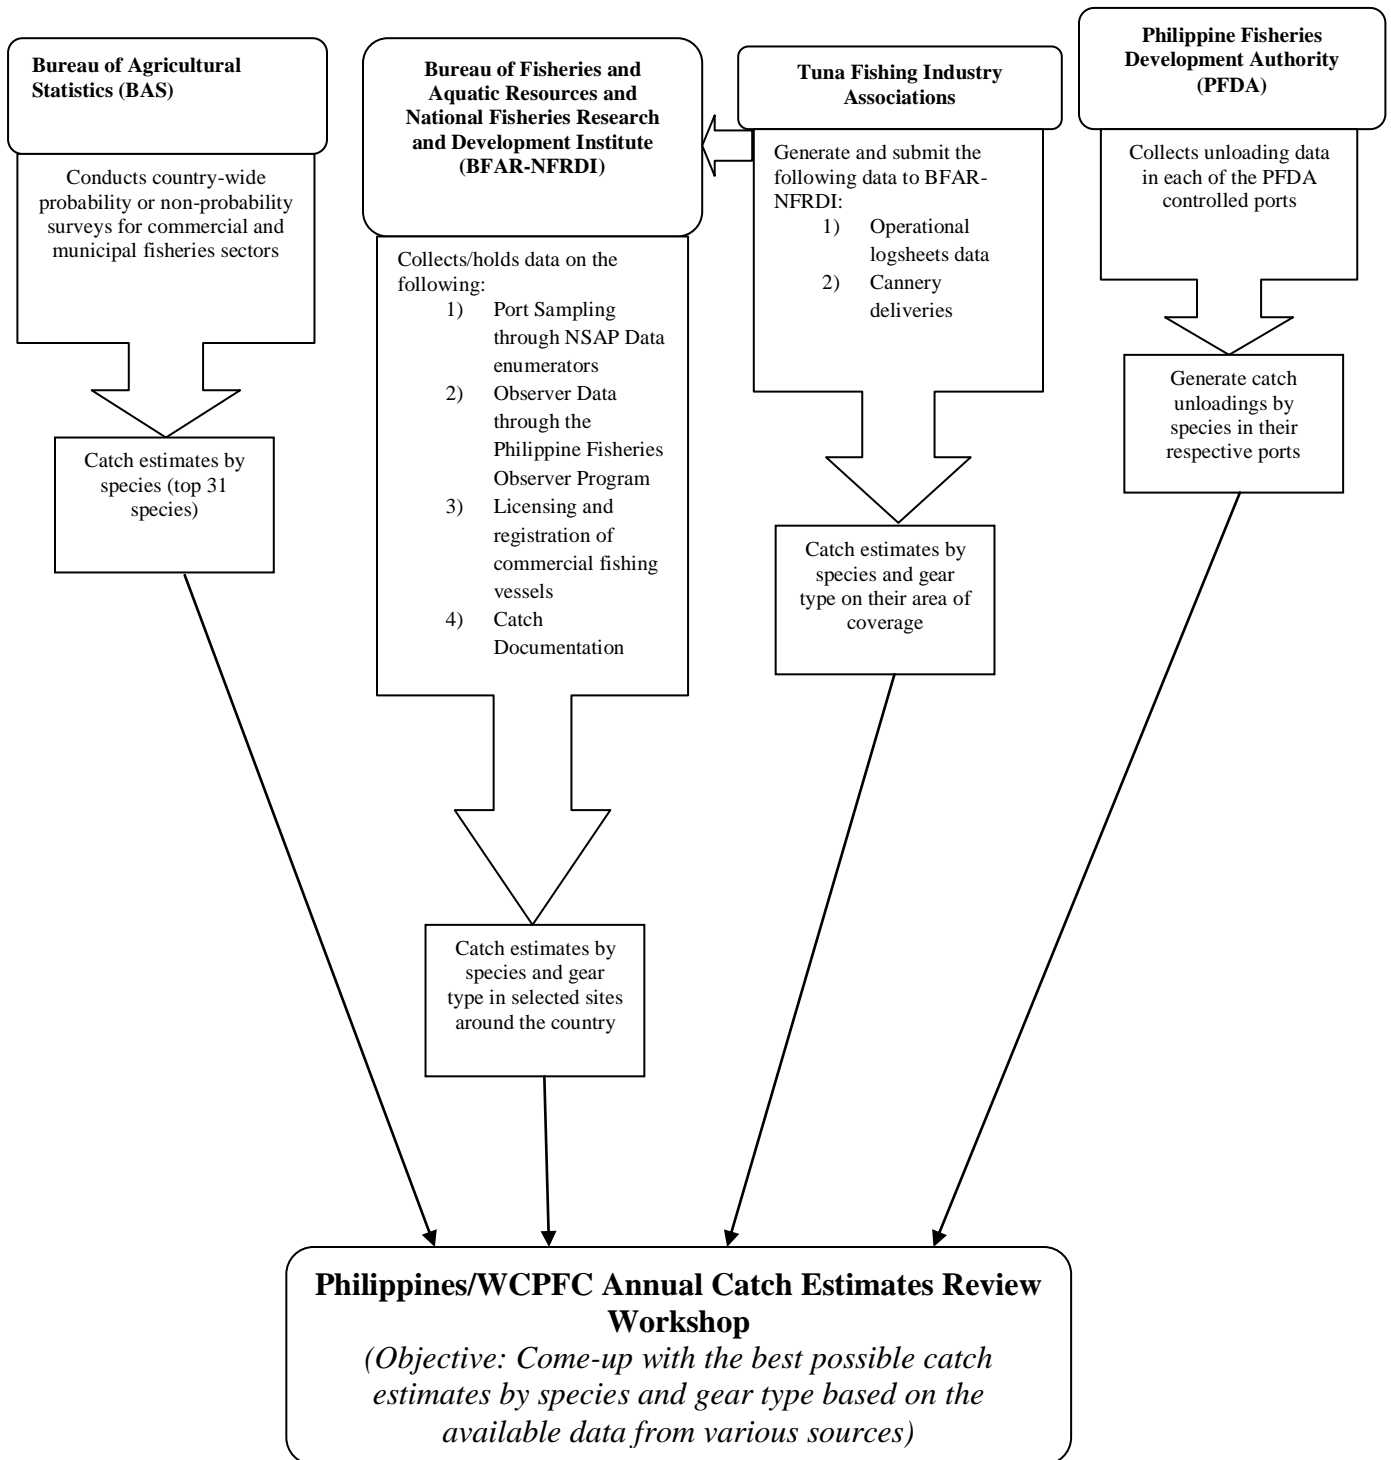 Bureau of Agricultural
Statistics (BAS)
Conducts country-wide
probability or non-probability
surveys for commercial and
municipal fisheries sectors
Catch estimates by
species (top 31
species)
Bureau of Fisheries and
Aquatic Resources and
National Fisheries Research
and Development Institute
(BFAR-NFRDI)
Collects/holds data on the
following:
1) Port Sampling
through NSAP Data
enumerators
2) Observer Data
through the
Philippine Fisheries
Observer Program
3) Licensing and
registration of
commercial fishing
vessels
4) Catch
Documentation
Catch estimates by
species and gear
type in selected sites
around the country
Tuna Fishing Industry
Associations
Generate and submit the
following data to BFAR-
NFRDI:
1) Operational
logsheets data
2) Cannery
deliveries
Catch estimates by
species and gear
type on their area of
coverage
Philippine Fisheries
Development Authority
(PFDA)
Collects unloading data
in each of the PFDA
controlled ports
Generate catch
unloadings by
species in their
respective ports
Philippines/WCPFC Annual Catch Estimates Review
Workshop
(Objective: Come-up with the best possible catch
estimates by species and gear type based on the
available data from various sources)